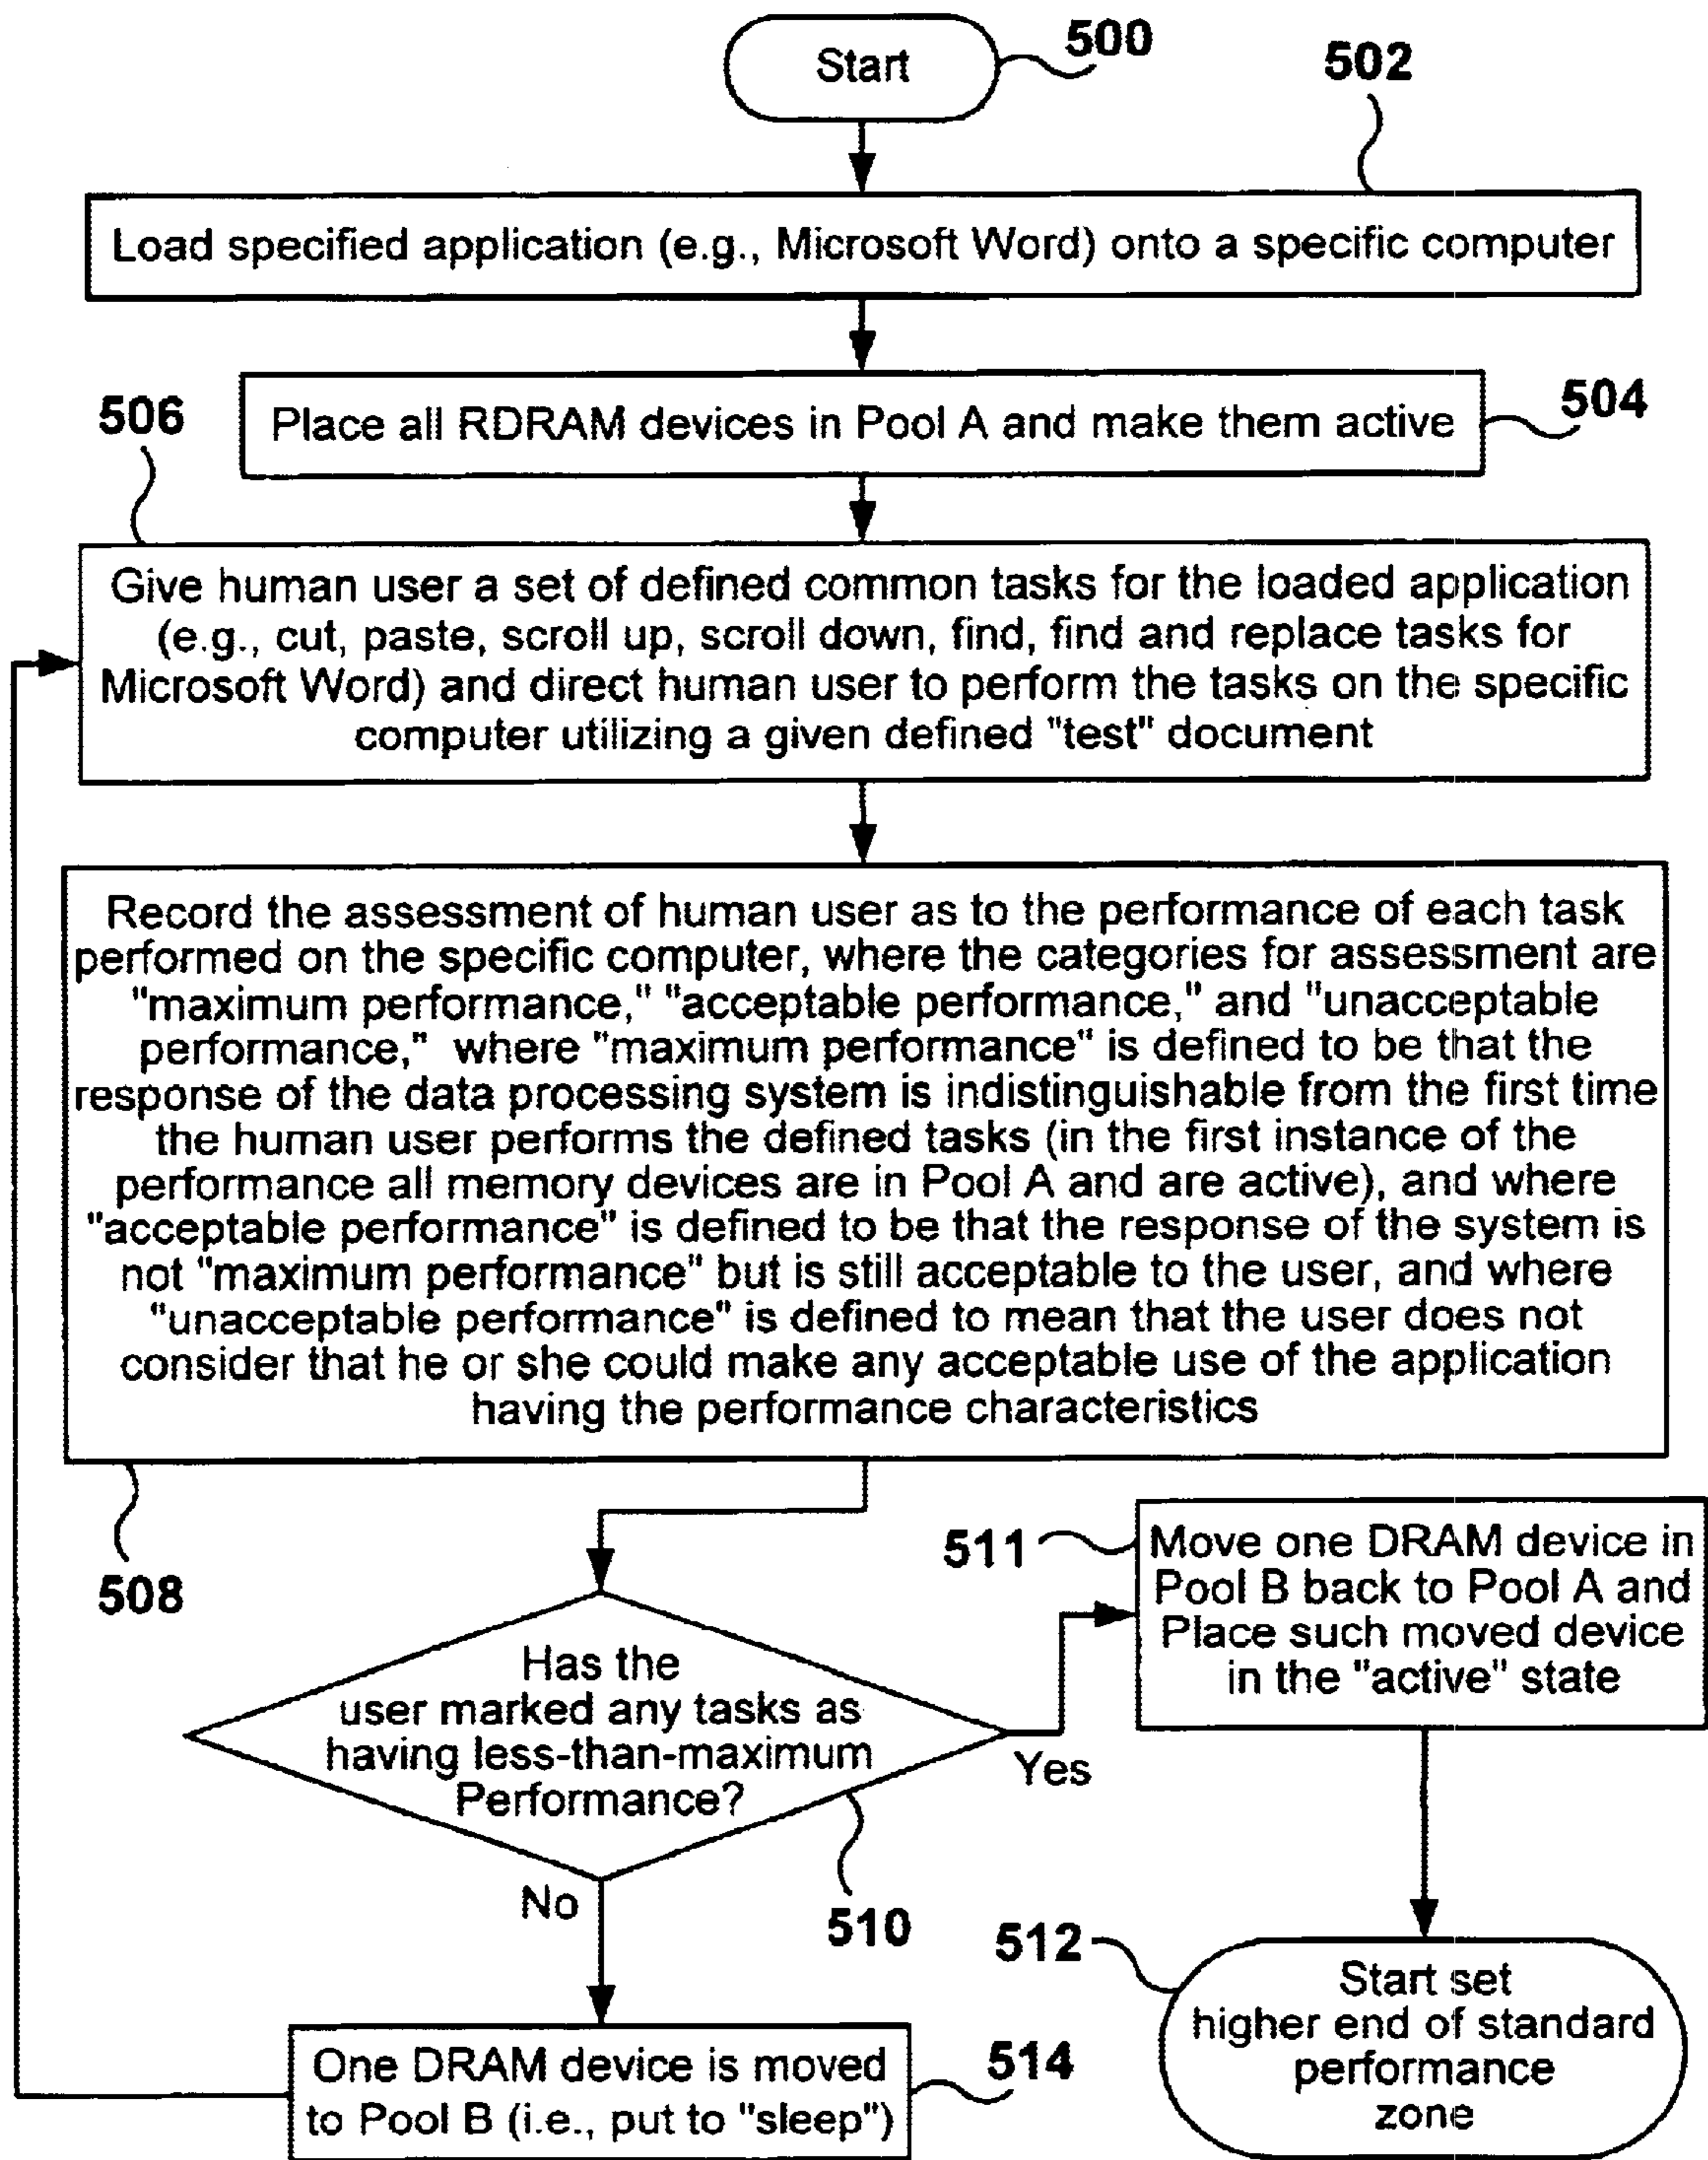 Start
500
502
Load specified application (e.g., Microsoft Word) onto a specific computer
504
Place all RDRAM devices in Pool A and make them active
506
Give human user a set of defined common tasks for the loaded application
(e.g., cut, paste, scroll up, scroll down, find, find and replace tasks for
Microsoft Word) and direct human user to perform the tasks on the specific
computer utilizing a given defined "test" document
Record the assessment of human user as to the performance of each task
performed on the specific computer, where the categories for assessment are
"maximum performance," "acceptable performance," and "unacceptable
performance," where "maximum performance" is defined to be that the
response of the data processing system is indistinguishable from the first time
the human user performs the defined tasks (in the first instance of the
performance all memory devices are in Pool A and are active), and where
"acceptable performance" is defined to be that the response of the system is
not "maximum performance" but is still acceptable to the user, and where
"unacceptable performance" is defined to mean that the user does not
consider that he or she could make any acceptable use of the application
having the performance characteristics
508
511
Move one DRAM device in
Pool B back to Pool A and
Place such moved device
in the "active" state
Has the
user marked any tasks as
having less-than-maximum
Performance?
Yes
No
510
512
Start set
higher end of standard
performance
zone
One DRAM device is moved
to Pool B (i.e., put to "sleep")
514